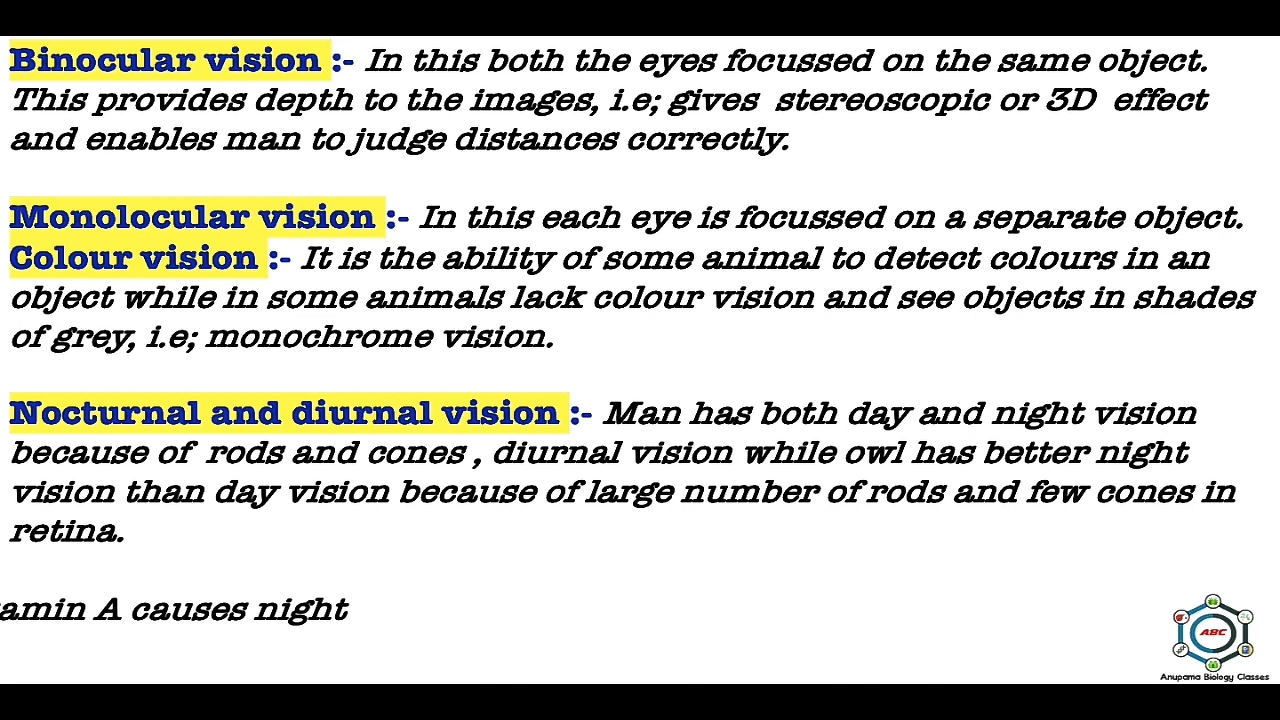 Binocular vision :- In this both the eyes focussed on the same object.
This provides depth to the images, i.e; gives stereoscopic or 3D effect
and enables man to judge distances correctly.
Monolocular vision :- In this each eye is focussed on a separate object.
Colour vision :- It is the ability of some animal to detect colours in an
object while in some animals lack colour vision and see objects in shades
of grey, i.e; monochrome vision.
Nocturnal and diurnal vision :- Man has both day and night vision
because of rods and cones , diurnal vision while owl has better night
vision than day vision because of large number of rods and few cones in
retina.
amin A causes night
ABC
Anupama Biology Classes